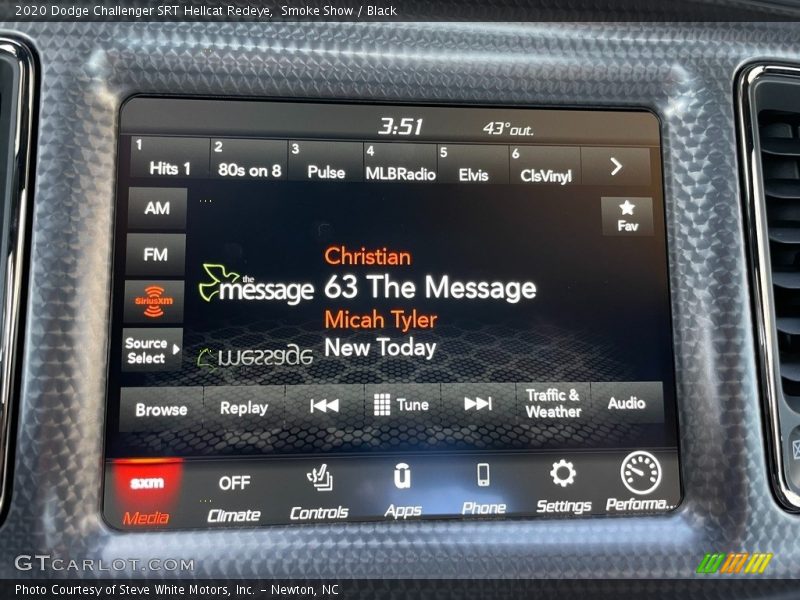 2020 Dodge Challenger SRT Hellcat Redeye, Smoke Show / Black
3:51 43°out.
1 Hits 1
2 80s on 8
3 Pulse
4 MLBRadio
5 Elvis
6 ClsVinyl
AM
FM
siriusxm
Source Select
Fav
the message
Christian
63 The Message
Micah Tyler
New Today
message
Browse
Replay
Tune
Traffic & Weather
Audio
sxm
Media
OFF
Climate
Controls
Apps
Phone
Settings
Performa...
GTCARLOT.COM
Photo Courtesy of Steve White Motors, Inc. – Newton, NC